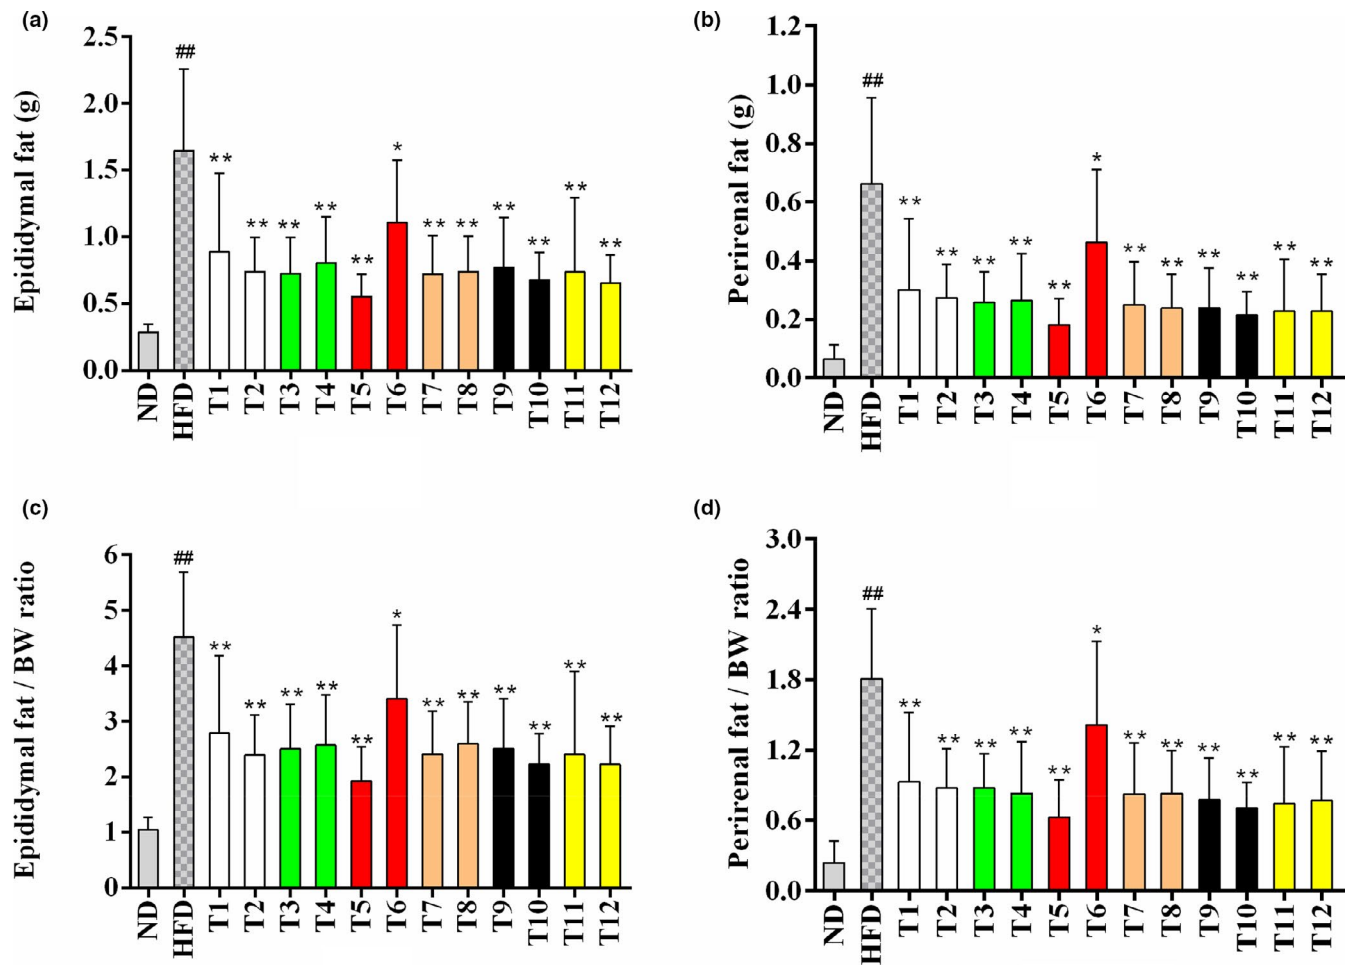 (a)
Epididymal fat (g)
2.5
2.0
1.5
1.0
0.5
0.0
##
**
**
**
**
**
*
**
**
**
**
**
**
ND
HFD
T1
T2
T3
T4
T5
T6
T7
T8
T9
T10
T11
T12
(b)
Perirenal fat (g)
1.2
1.0
0.8
0.6
0.4
0.2
0.0
##
**
**
**
**
**
*
**
**
**
**
**
**
ND
HFD
T1
T2
T3
T4
T5
T6
T7
T8
T9
T10
T11
T12
(c)
Epididymal fat / BW ratio
6
5
4
3
2
1
0
##
**
**
**
**
**
*
**
**
**
**
**
**
ND
HFD
T1
T2
T3
T4
T5
T6
T7
T8
T9
T10
T11
T12
(d)
Perirenal fat / BW ratio
3.0
2.4
1.8
1.2
0.6
0.0
##
**
**
**
**
**
*
**
**
**
**
**
**
ND
HFD
T1
T2
T3
T4
T5
T6
T7
T8
T9
T10
T11
T12